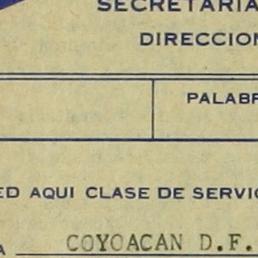 SECRETARIA
DIRECCION
PALABR
ED AQUI CLASE DE SERVIC
A COYOACAN D.F.